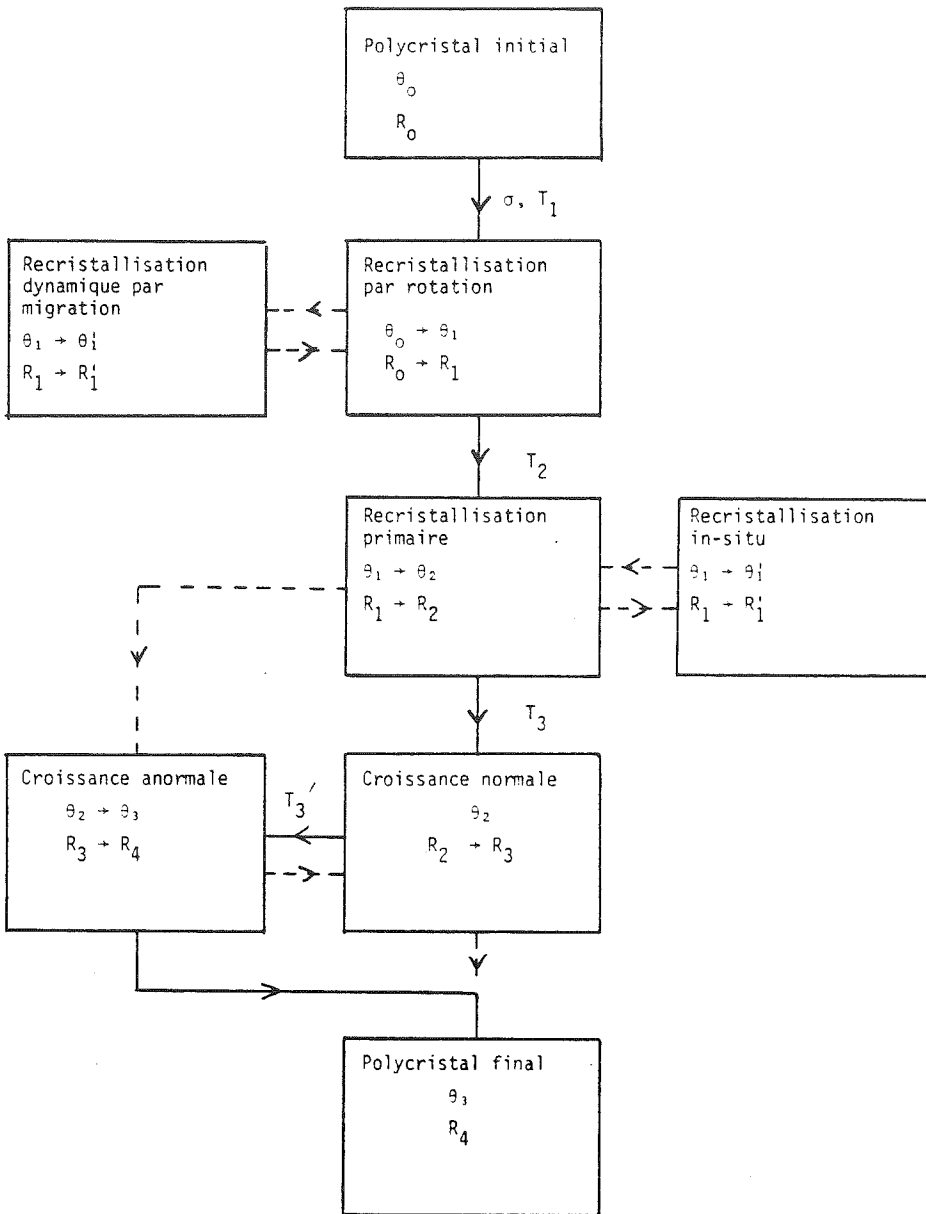 Polycristal initial
θ₀
R₀
σ, T₁
Recristallisation
dynamique par
migration
θ₁ → θ₁'
R₁ → R₁'
Recristallisation
par rotation
θ₀ → θ₁
R₀ → R₁
T₂
Recristallisation
primaire
θ₁ → θ₂
R₁ → R₂
Recristallisation
in-situ
θ₁ → θ₁'
R₁ → R₁'
T₃
Croissance anormale
θ₂ → θ₃
R₃ → R₄
T₃'
Croissance normale
θ₂
R₂ → R₃
Polycristal final
θ₃
R₄